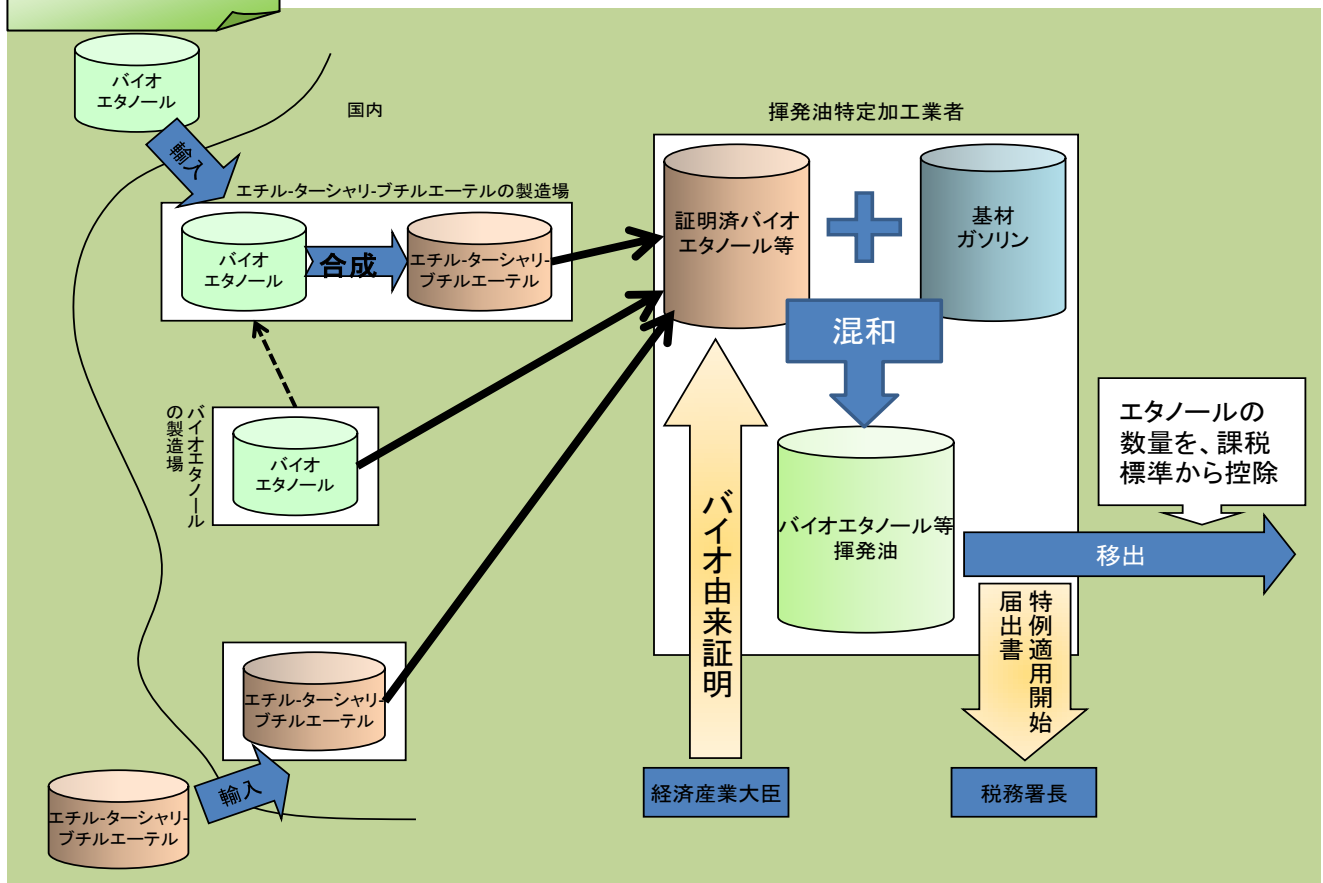 バイオ
エタノール
国内
輸入
エチル-ターシャリ-ブチルエーテルの製造場
バイオ
エタノール
合成
エチル-ターシャリ-
ブチルエーテル
バイオエタノール
の製造場
バイオ
エタノール
エチル-ターシャリ-
ブチルエーテル
輸入
エチル-ターシャリ-
ブチルエーテル
揮発油特定加工業者
証明済バイオ
エタノール等
基材
ガソリン
混和
バイオエタノール等
揮発油
バイオ由来証明
経済産業大臣
エタノールの
数量を、課税
標準から控除
移出
特例適用開始
届出書
税務署長